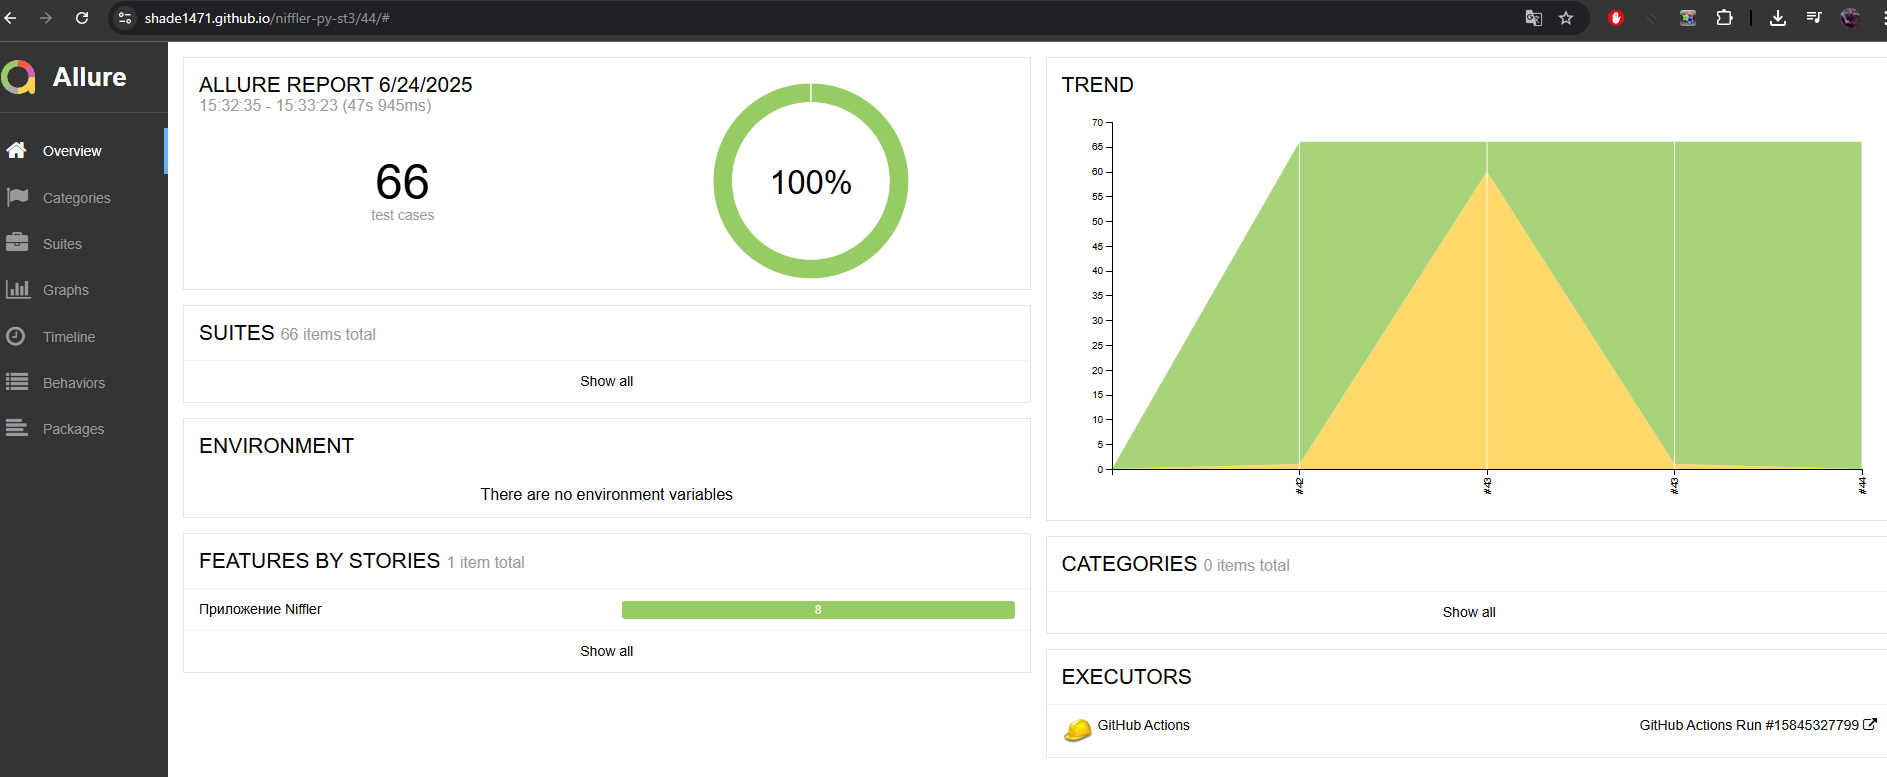 shade1471.github.io/niffler-py-st3/44/#
Allure
Overview
Categories
Suites
Graphs
Timeline
Behaviors
Packages
ALLURE REPORT 6/24/2025
15:32:35 - 15:33:23 (47s 945ms)
66
test cases
100%
SUITES 66 items total
Show all
ENVIRONMENT
There are no environment variables
FEATURES BY STORIES 1 item total
Приложение Niffler 8
Show all
TREND
70
65
60
55
50
45
40
35
30
25
20
15
10
5
0
#42
#43
#43
#44
CATEGORIES 0 items total
Show all
EXECUTORS
GitHub Actions GitHub Actions Run #15845327799